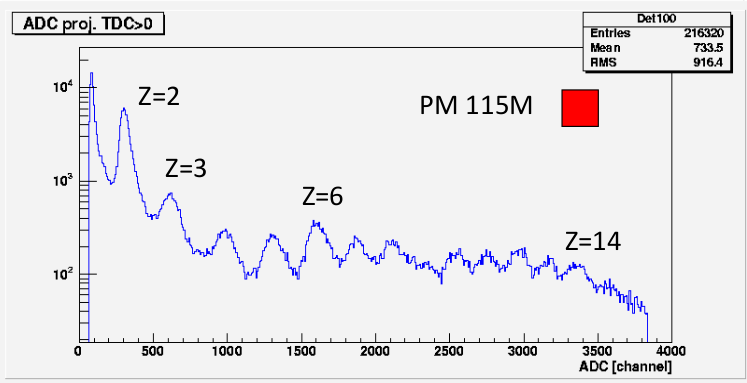 ADC proj. TDC>0
Det100
Entries 216320
Mean 733.5
RMS 916.4
10⁴
10³
10²
Z=2
Z=3
Z=6
Z=14
PM 115M
0 500 1000 1500 2000 2500 3000 3500 4000
ADC [channel]